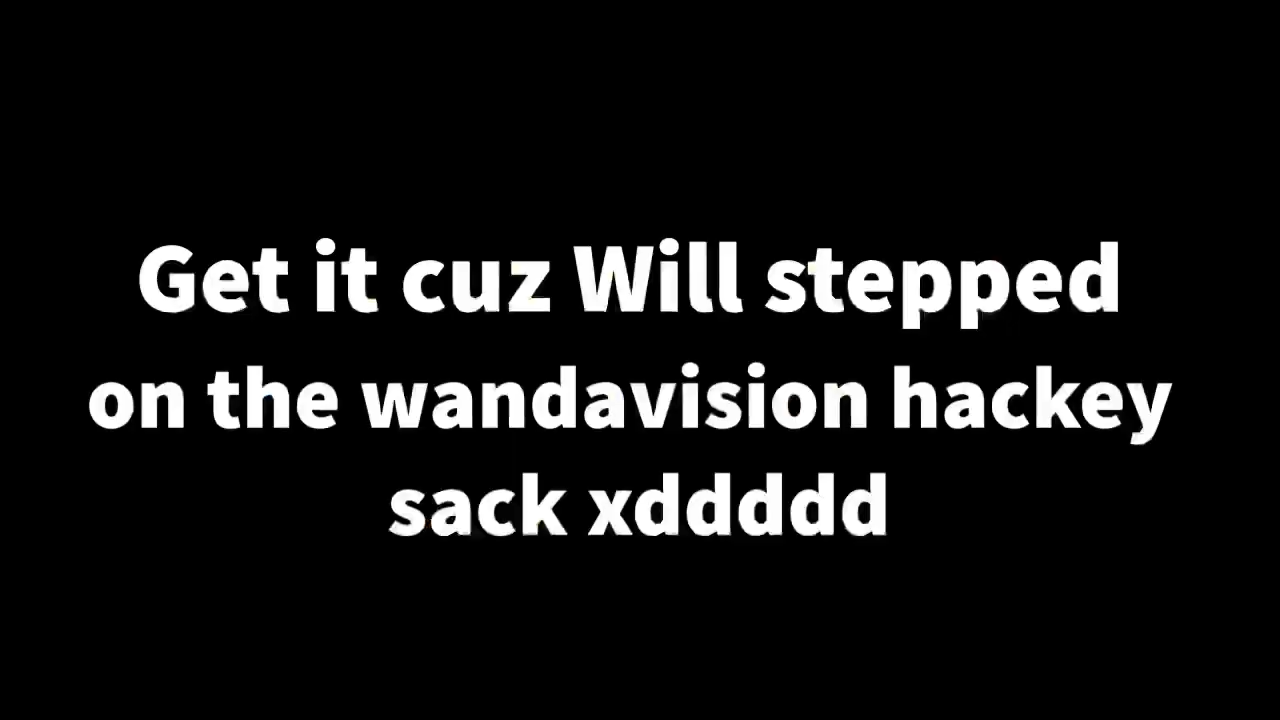 Get it cuz Will stepped
on the wandavision hackey
sack xddddd